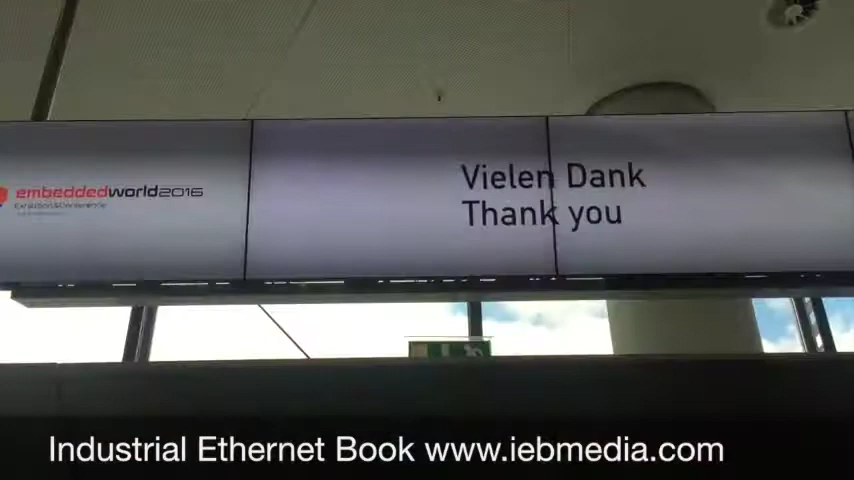 embeddedworld2016
Exhibition&Conference
Vielen Dank
Thank you
Industrial Ethernet Book www.iebmedia.com